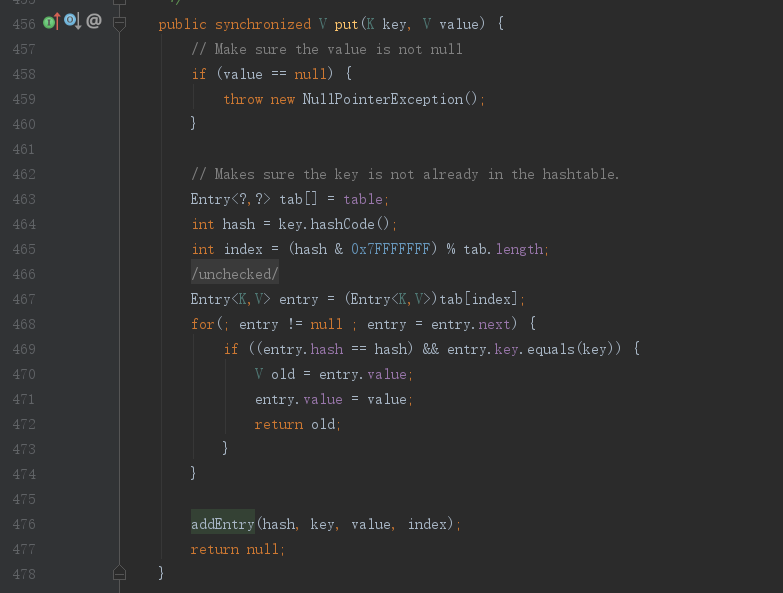 455 */
456 public synchronized V put(K key, V value) {
457 // Make sure the value is not null
458 if (value == null) {
459 throw new NullPointerException();
460 }
461
462 // Makes sure the key is not already in the hashtable.
463 Entry<?,?> tab[] = table;
464 int hash = key.hashCode();
465 int index = (hash & 0x7FFFFFFF) % tab.length;
466 /unchecked/
467 Entry<K,V> entry = (Entry<K,V>)tab[index];
468 for(; entry != null ; entry = entry.next) {
469 if ((entry.hash == hash) && entry.key.equals(key)) {
470 V old = entry.value;
471 entry.value = value;
472 return old;
473 }
474 }
475
476 addEntry(hash, key, value, index);
477 return null;
478 }